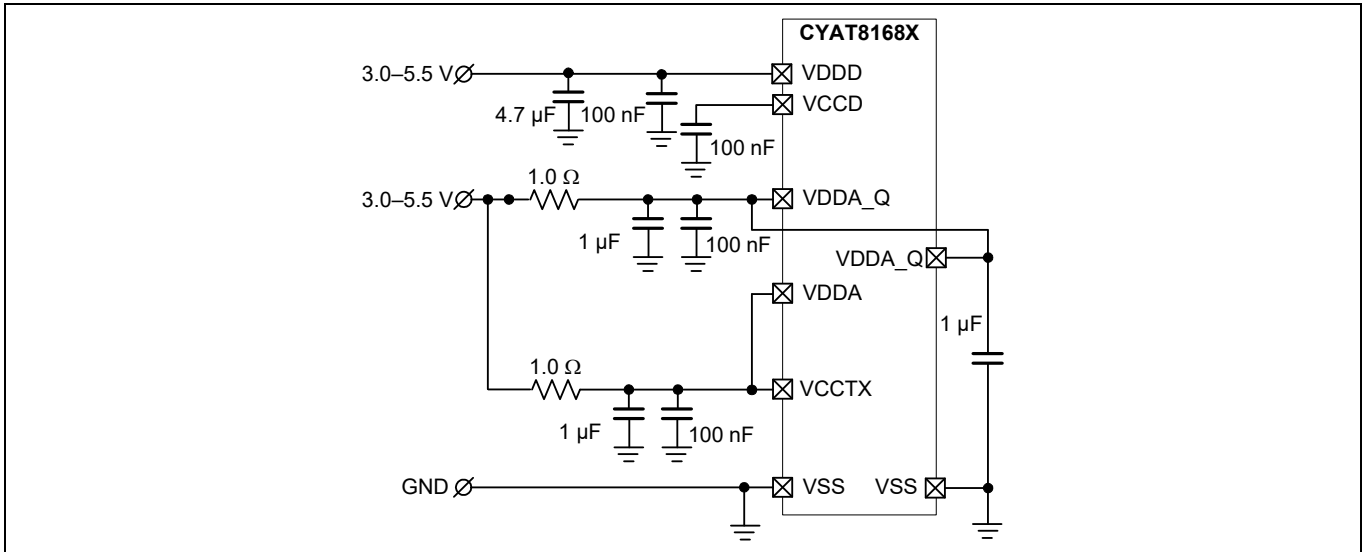 CYAT8168X
3.0–5.5 V
VDDD
VCCD
4.7 µF
100 nF
100 nF
1.0 Ω
3.0–5.5 V
VDDA_Q
1 µF
100 nF
VDDA_Q
VDDA
1 µF
1.0 Ω
VCCTX
1 µF
100 nF
GND
VSS
VSS